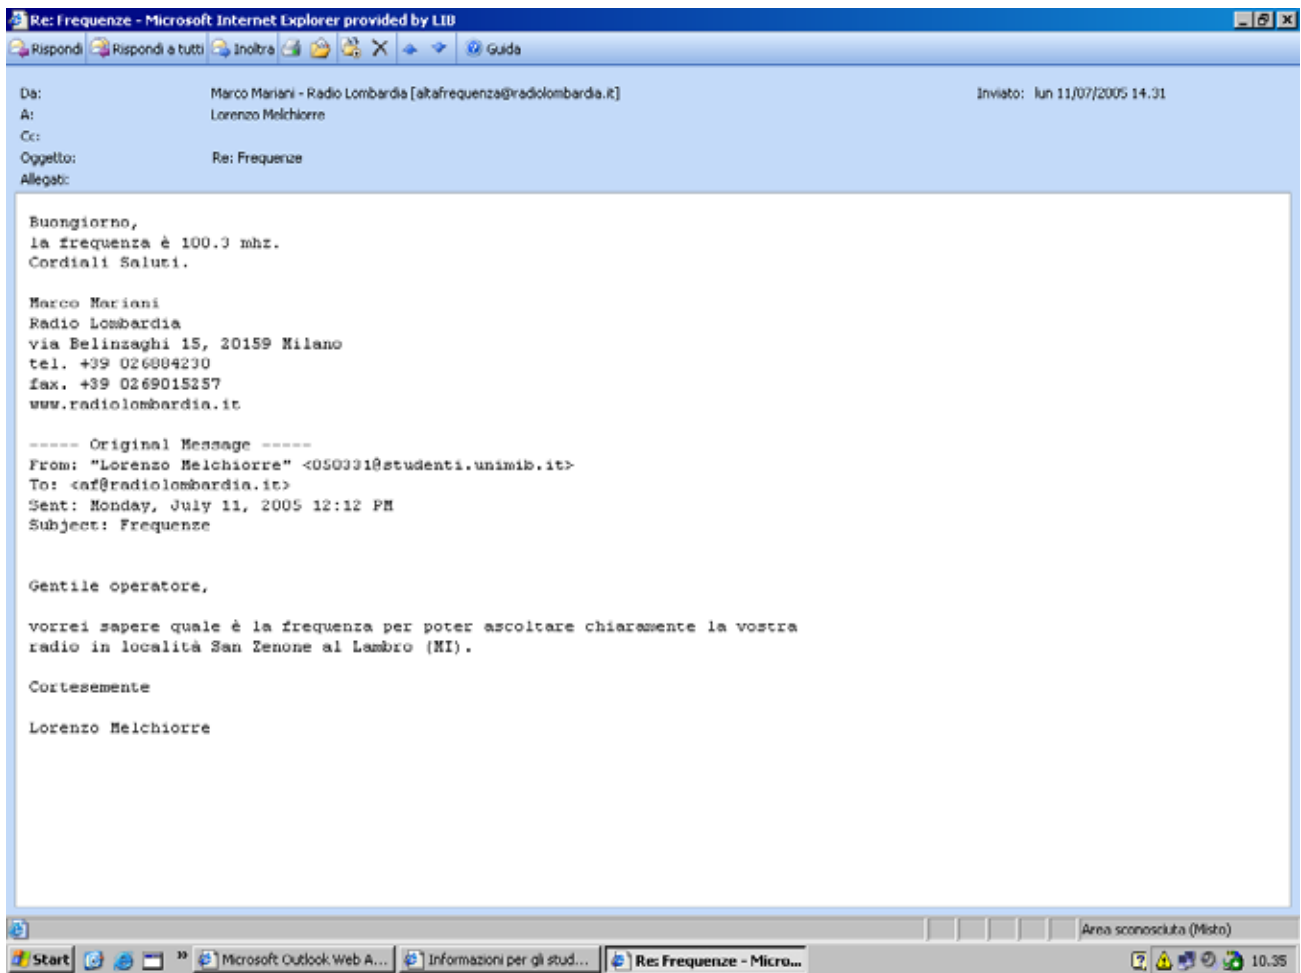 Re: Frequenze - Microsoft Internet Explorer provided by LIB
Rispondi Rispondi a tutti Inoltra Guida
Da: Marco Mariani - Radio Lombardia [altafrequenza@radiolombardia.it] Inviato: lun 11/07/2005 14.31
A: Lorenzo Melchiorre
Cc:
Oggetto: Re: Frequenze
Allegati:
Buongiorno,
la frequenza è 100.3 mhz.
Cordiali Saluti.
Marco Mariani
Radio Lombardia
via Belinzaghi 15, 20159 Milano
tel. +39 026884230
fax. +39 0269015257
www.radiolombardia.it
----- Original Message -----
From: "Lorenzo Melchiorre" <050331@studenti.unimib.it>
To: <af@radiolombardia.it>
Sent: Monday, July 11, 2005 12:12 PM
Subject: Frequenze
Gentile operatore,
vorrei sapere quale è la frequenza per poter ascoltare chiaramente la vostra
radio in località San Zenone al Lambro (MI).
Cortesemente
Lorenzo Melchiorre
Area sconosciuta (Misto)
Start » Microsoft Outlook Web A... Informazioni per gli stud... Re: Frequenze - Micro... 10.35